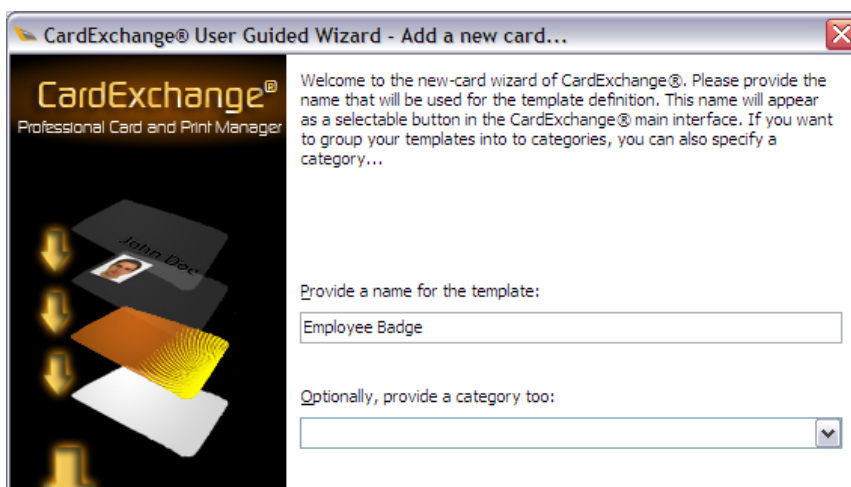 CardExchange® User Guided Wizard - Add a new card...
CardExchange®
Professional Card and Print Manager
John Doe
Welcome to the new-card wizard of CardExchange®. Please provide the
name that will be used for the template definition. This name will appear
as a selectable button in the CardExchange® main interface. If you want
to group your templates into to categories, you can also specify a
category...
Provide a name for the template:
Employee Badge
Optionally, provide a category too: